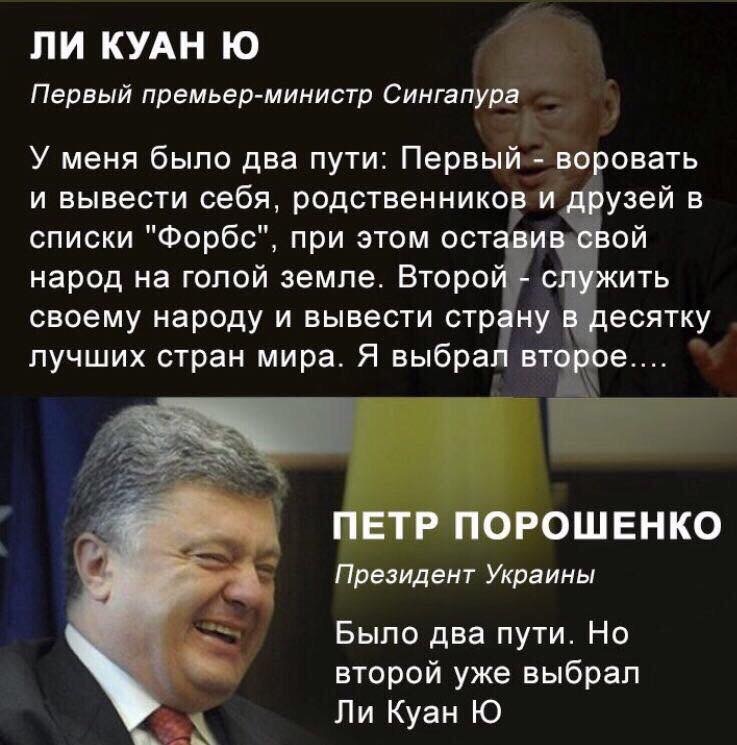 ЛИ КУАН Ю
Первый премьер-министр Сингапура
У меня было два пути: Первый - воровать
и вывести себя, родственников и друзей в
списки "Форбс", при этом оставив свой
народ на голой земле. Второй - служить
своему народу и вывести страну в десятку
лучших стран мира. Я выбрал второе....
ПЕТР ПОРОШЕНКО
Президент Украины
Было два пути. Но
второй уже выбрал
Ли Куан Ю